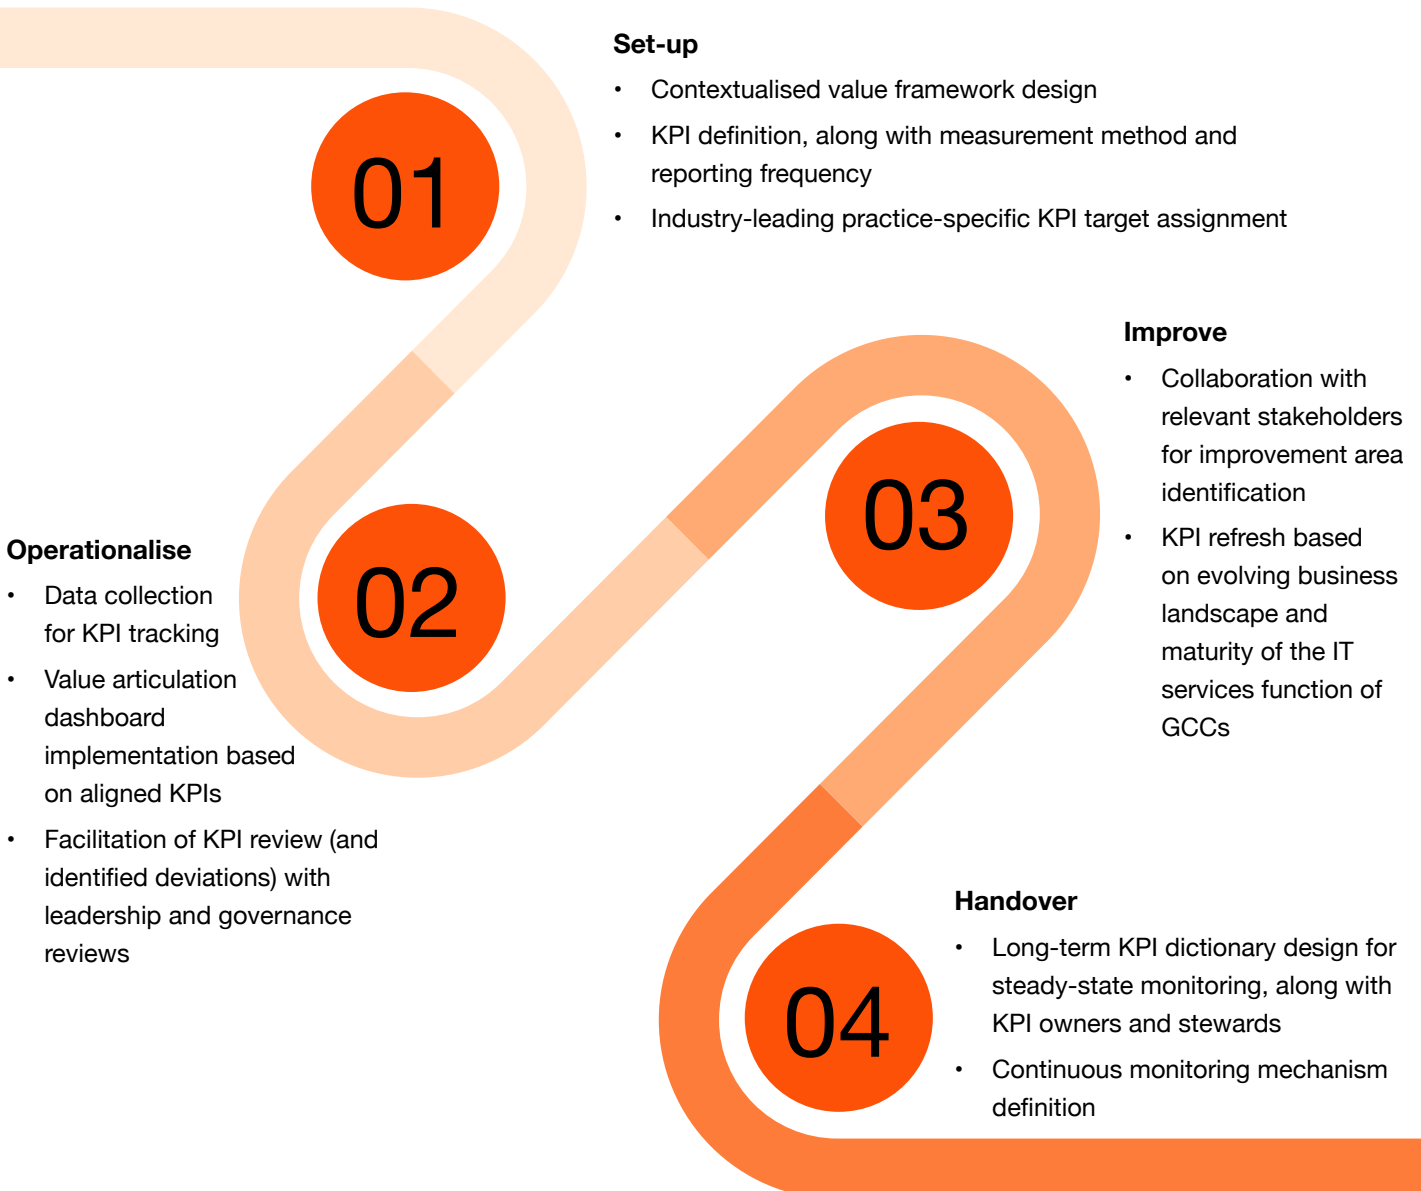 01
Set-up
• Contextualised value framework design
• KPI definition, along with measurement method and
reporting frequency
• Industry-leading practice-specific KPI target assignment
02
Operationalise
• Data collection
for KPI tracking
• Value articulation
dashboard
implementation based
on aligned KPIs
• Facilitation of KPI review (and
identified deviations) with
leadership and governance
reviews
03
Improve
• Collaboration with
relevant stakeholders
for improvement area
identification
• KPI refresh based
on evolving business
landscape and
maturity of the IT
services function of
GCCs
04
Handover
• Long-term KPI dictionary design for
steady-state monitoring, along with
KPI owners and stewards
• Continuous monitoring mechanism
definition